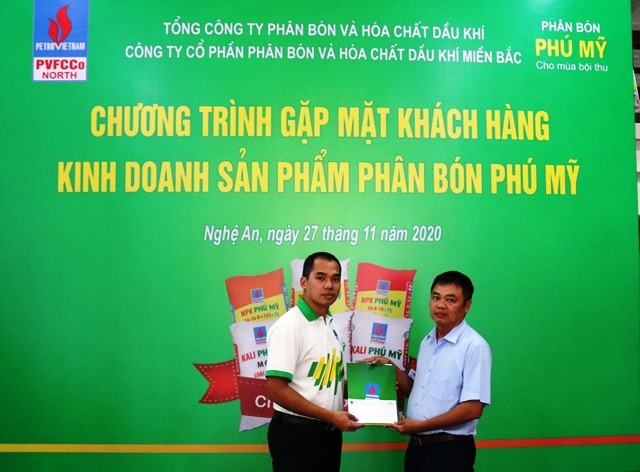 PETROVIETNAM
PVFCCo
NORTH
TỔNG CÔNG TY PHÂN BÓN VÀ HÓA CHẤT DẦU KHÍ
CÔNG TY CỔ PHẦN PHÂN BÓN VÀ HÓA CHẤT DẦU KHÍ MIỀN BẮC
PHÂN BÓN
PHÚ MỸ
Cho mùa bội thu
CHƯƠNG TRÌNH GẶP MẶT KHÁCH HÀNG
KINH DOANH SẢN PHẨM PHÂN BÓN PHÚ MỸ
Nghệ An, ngày 27 tháng 11 năm 2020
NPK PHÚ MỸ
NPK PHÚ MỸ
KALI PHÚ
KALI PHÚ MỸ